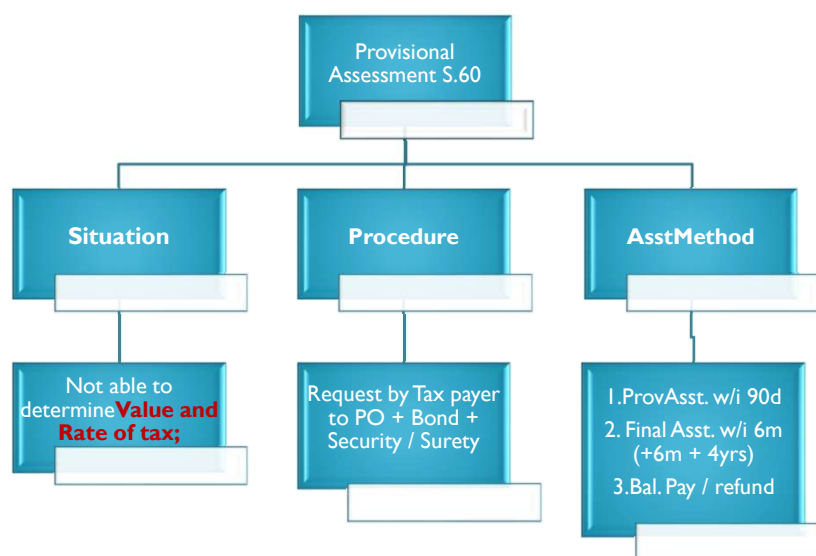 Provisional
Assessment S.60
Situation
Procedure
AsstMethod
Not able to
determineValue and
Rate of tax;
Request by Tax payer
to PO + Bond +
Security / Surety
1.ProvAsst. w/i 90d
2. Final Asst. w/i 6m
(+6m + 4yrs)
3.Bal. Pay / refund